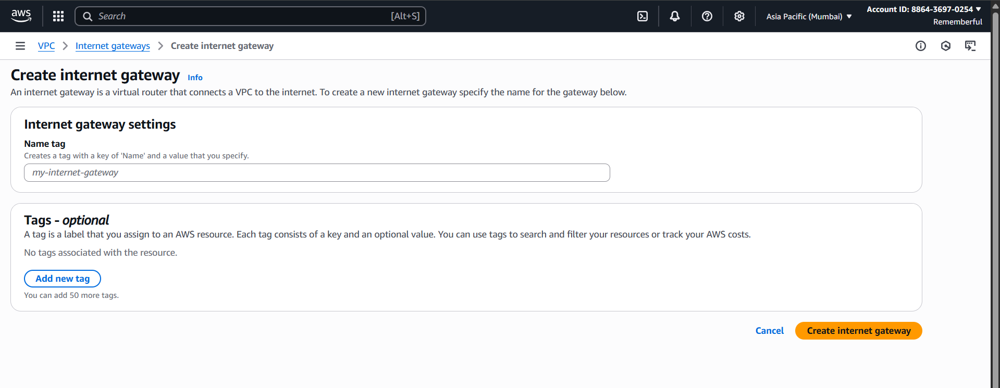 aws
Search [Alt+S]
Asia Pacific (Mumbai)
Account ID: 8864-3697-0254
Rememberful
VPC Internet gateways Create internet gateway
Create internet gateway Info
An internet gateway is a virtual router that connects a VPC to the internet. To create a new internet gateway specify the name for the gateway below.
Internet gateway settings
Name tag
Creates a tag with a key of 'Name' and a value that you specify.
my-internet-gateway
Tags - optional
A tag is a label that you assign to an AWS resource. Each tag consists of a key and an optional value. You can use tags to search and filter your resources or track your AWS costs.
No tags associated with the resource.
Add new tag
You can add 50 more tags.
Cancel Create internet gateway